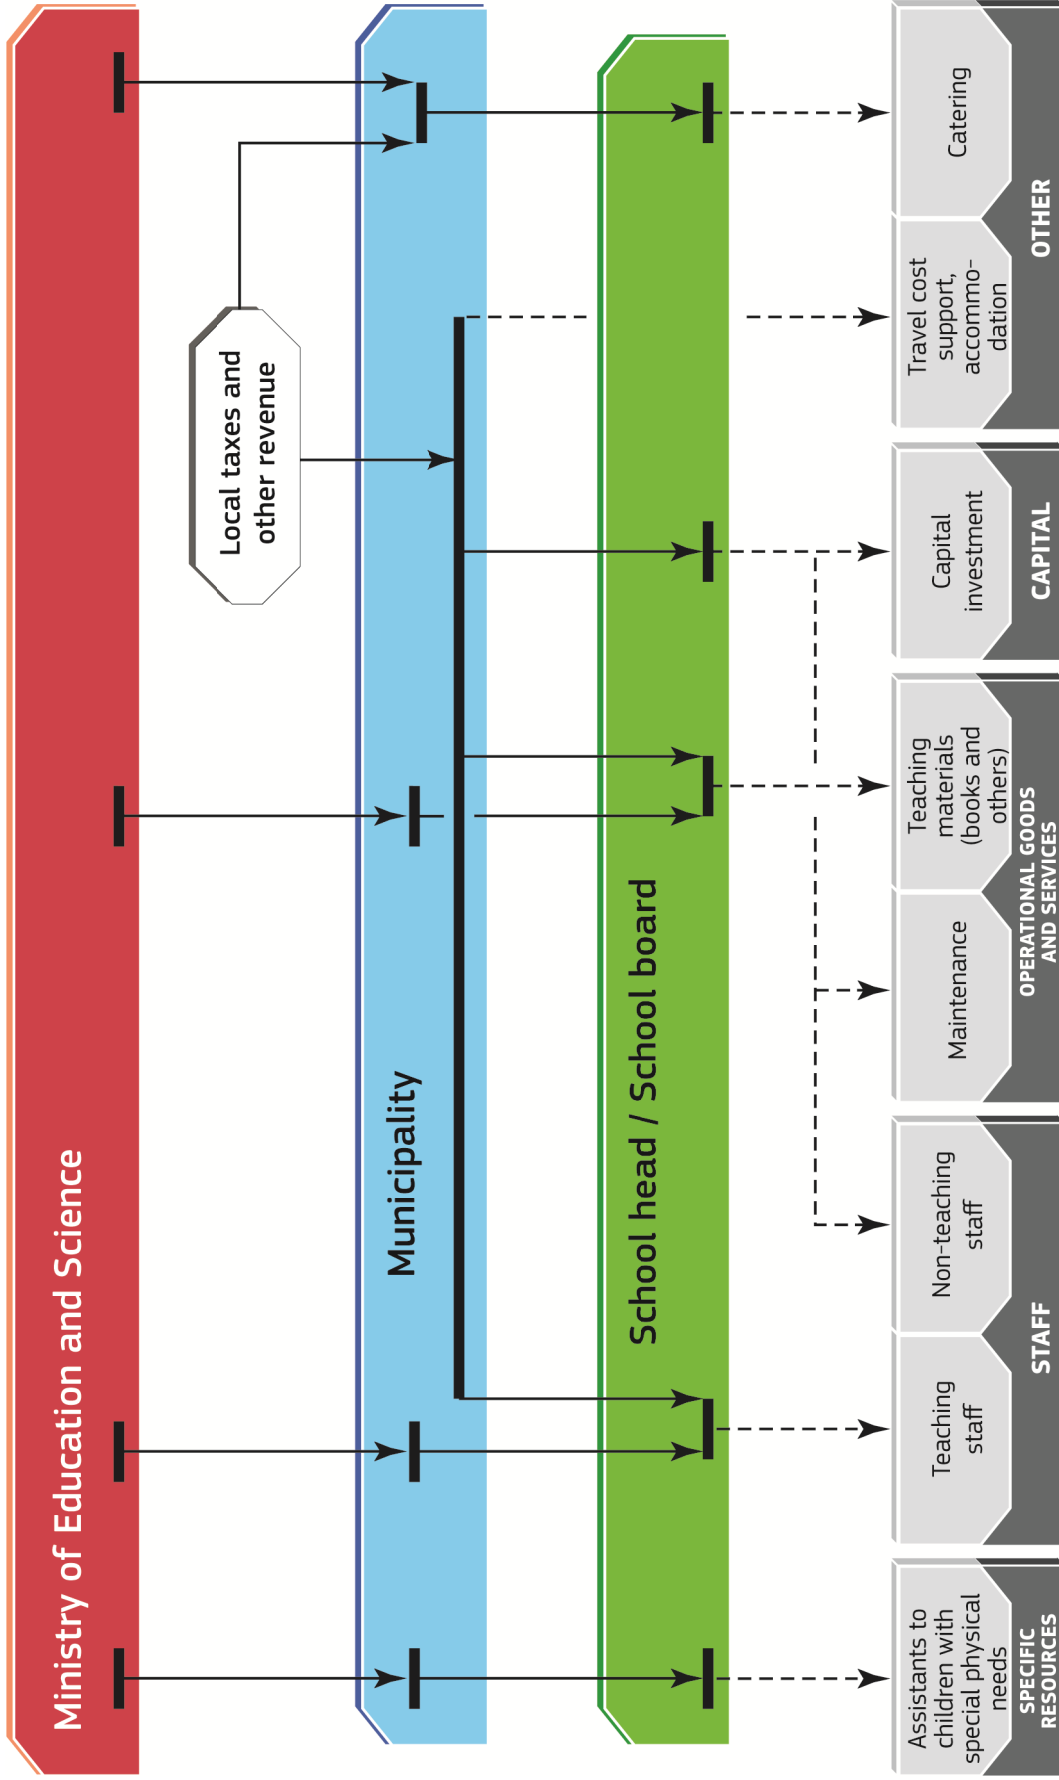 Ministry of Education and Science
Local taxes and
other revenue
Municipality
School head / School board
Assistants to
children with
special physical
needs
Teaching
staff
Non-teaching
staff
Maintenance
Teaching
materials
(books and
others)
Capital
investment
Travel cost
support,
accommo-
dation
Catering
SPECIFIC
RESOURCES
STAFF
OPERATIONAL GOODS
AND SERVICES
CAPITAL
OTHER